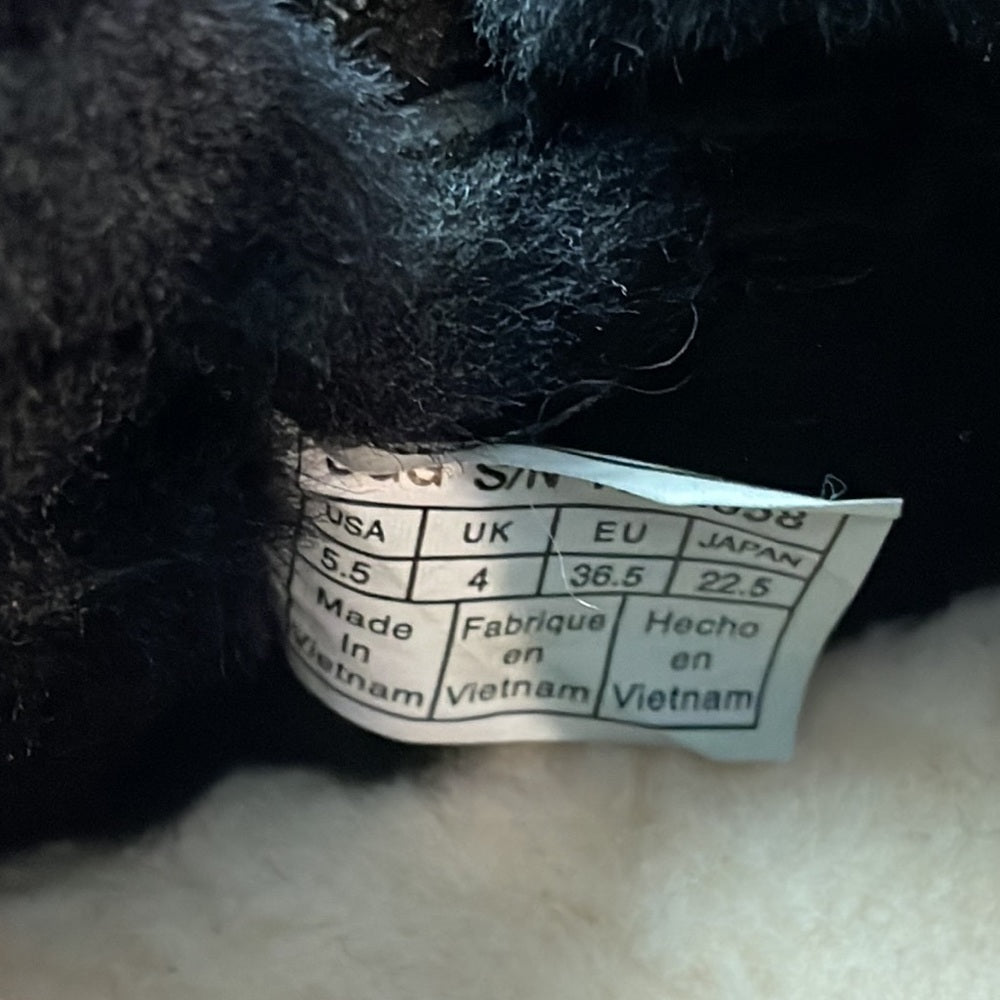 S/N
USA UK EU JAPAN
5.5 4 36.5 22.5
Made Fabrique Hecho
In en en
Vietnam Vietnam Vietnam